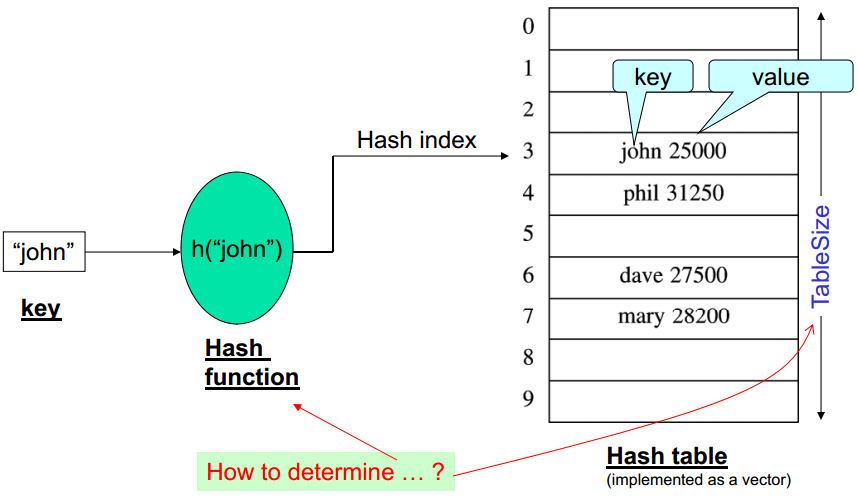 “john”
key
h(“john”)
Hash
function
Hash index
0
1
2
3
4
5
6
7
8
9
key
value
john 25000
phil 31250
dave 27500
mary 28200
TableSize
How to determine … ?
Hash table
(implemented as a vector)